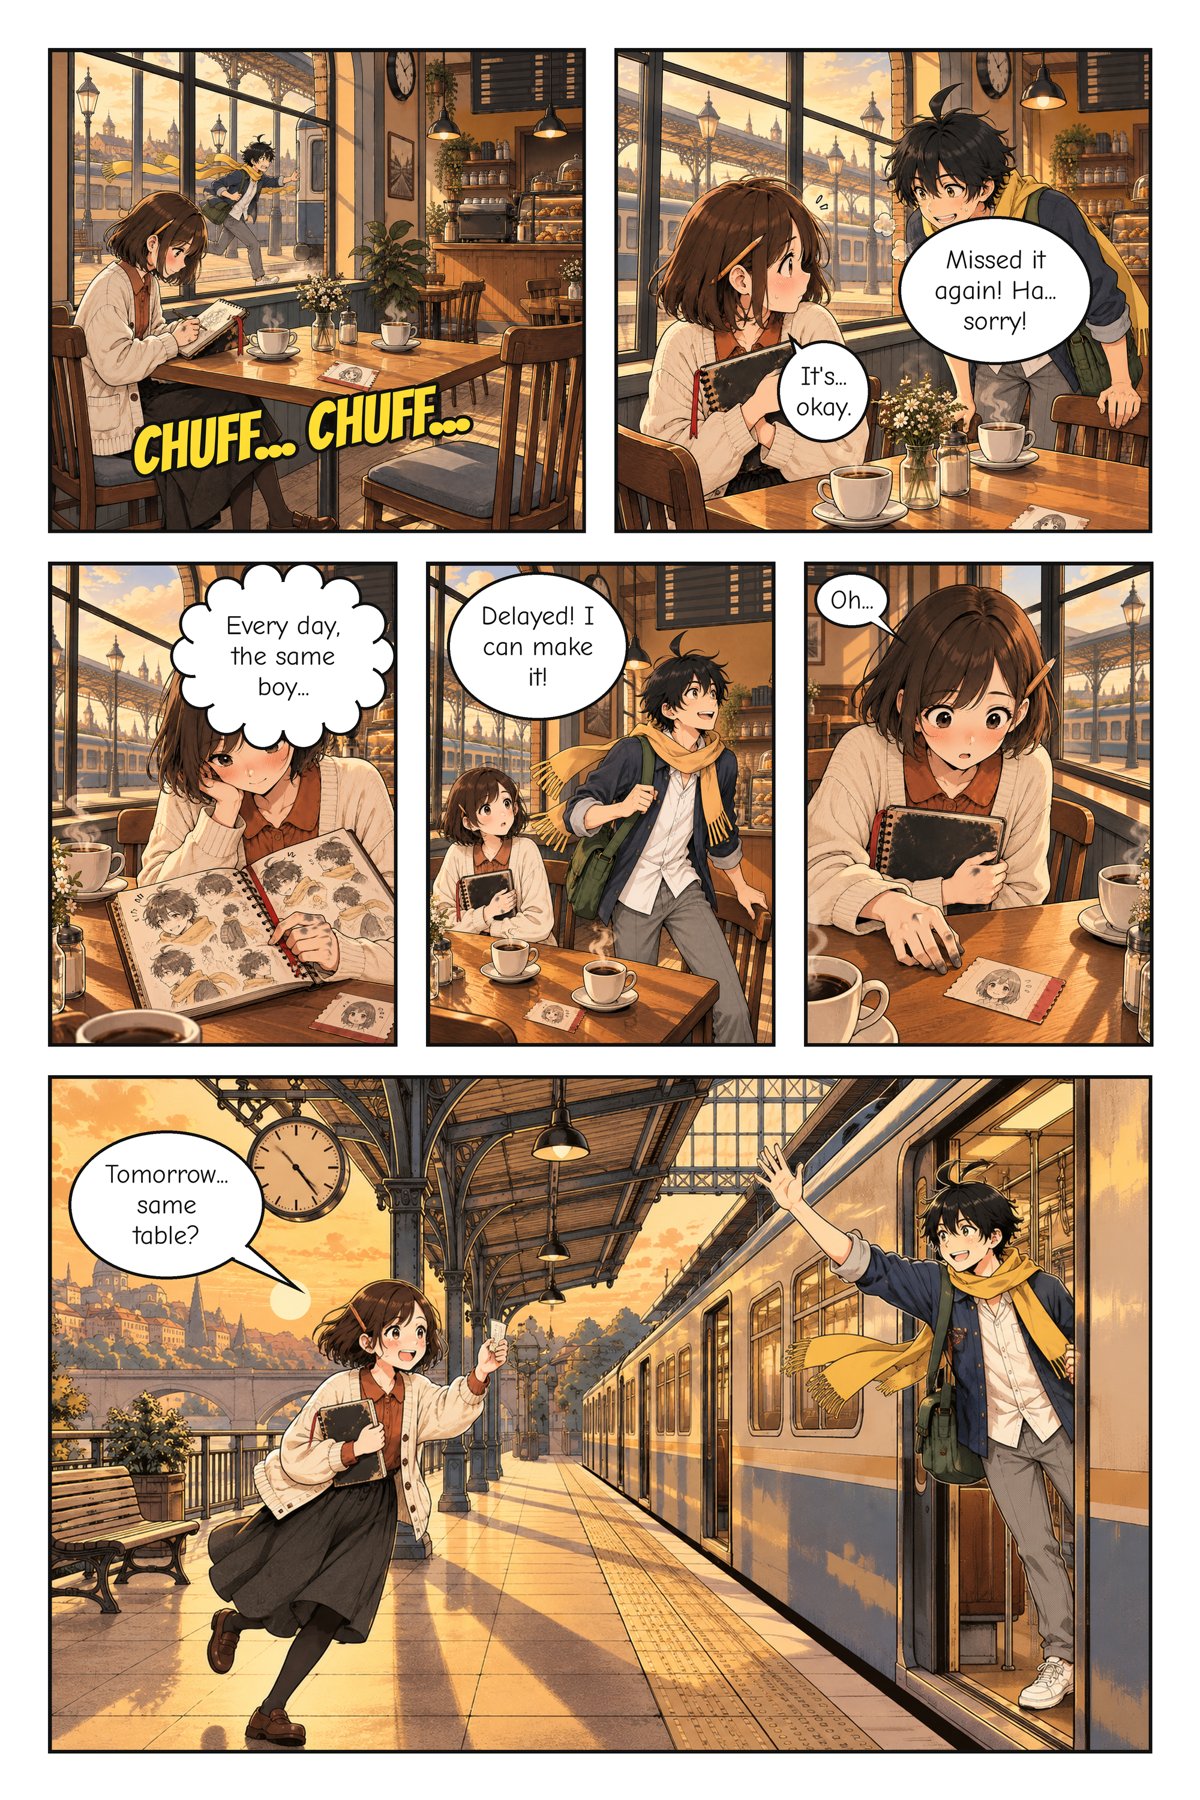 CHUFF... CHUFF...
Missed it
again! Ha...
sorry!
It's...
okay.
Every day,
the same
boy...
Delayed! I
can make
it!
Oh...
Tomorrow...
same
table?